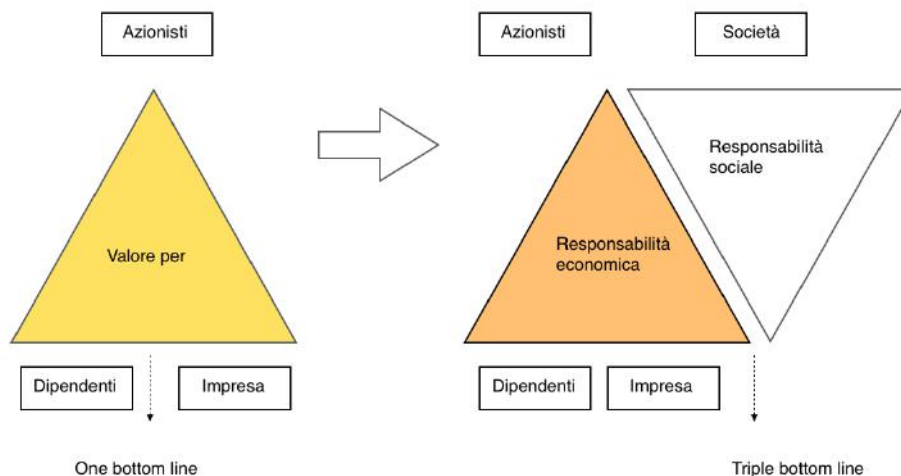 Azionisti
Azionisti
Società
Responsabilità
sociale
Valore per
Responsabilità
economica
Dipendenti
Impresa
Dipendenti
Impresa
One bottom line
Triple bottom line